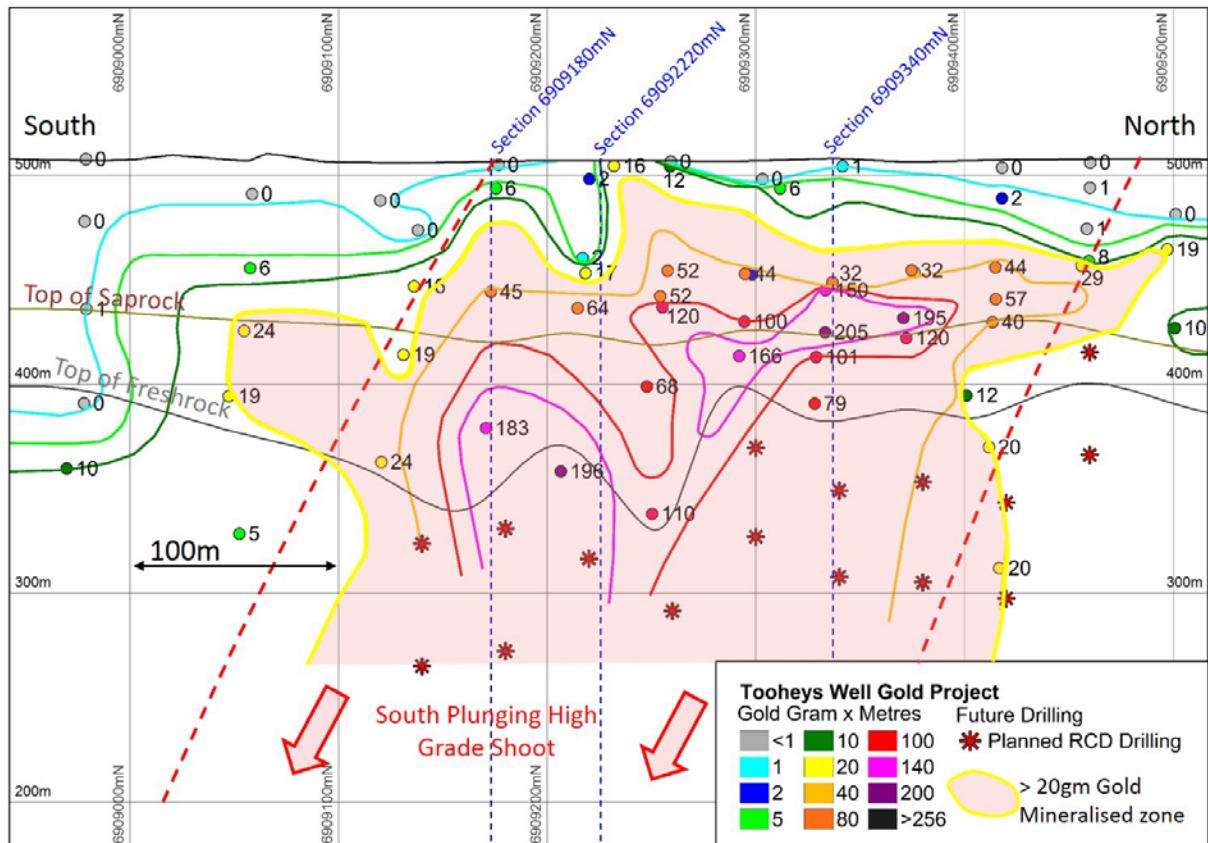 6909000mN
6909100mN
6909200mN
6909300mN
6909400mN
6909500mN
Section 6909180mN
Section 69092220mN
Section 6909340mN
South
North
500m
500m
0
0
0
0
0
0
6
2
16
0
12
0
6
1
0
2
0
1
1
0
6
2
17
52
44
32
32
44
8
29
19
1
Top of Saprock
16
45
64
52
120
100
150
195
57
40
10
24
19
166
205
101
120
400m
400m
Top of Freshrock
0
19
68
79
12
183
10
24
196
20
5
110
100m
20
300m
300m
South Plunging High
Grade Shoot
200m
6909000mN
6909100mN
6909200mN
Tooheys Well Gold Project
Gold Gram x Metres
<1
10
100
1
20
140
2
40
200
5
80
>256
Future Drilling
Planned RCD Drilling
> 20gm Gold
Mineralised zone